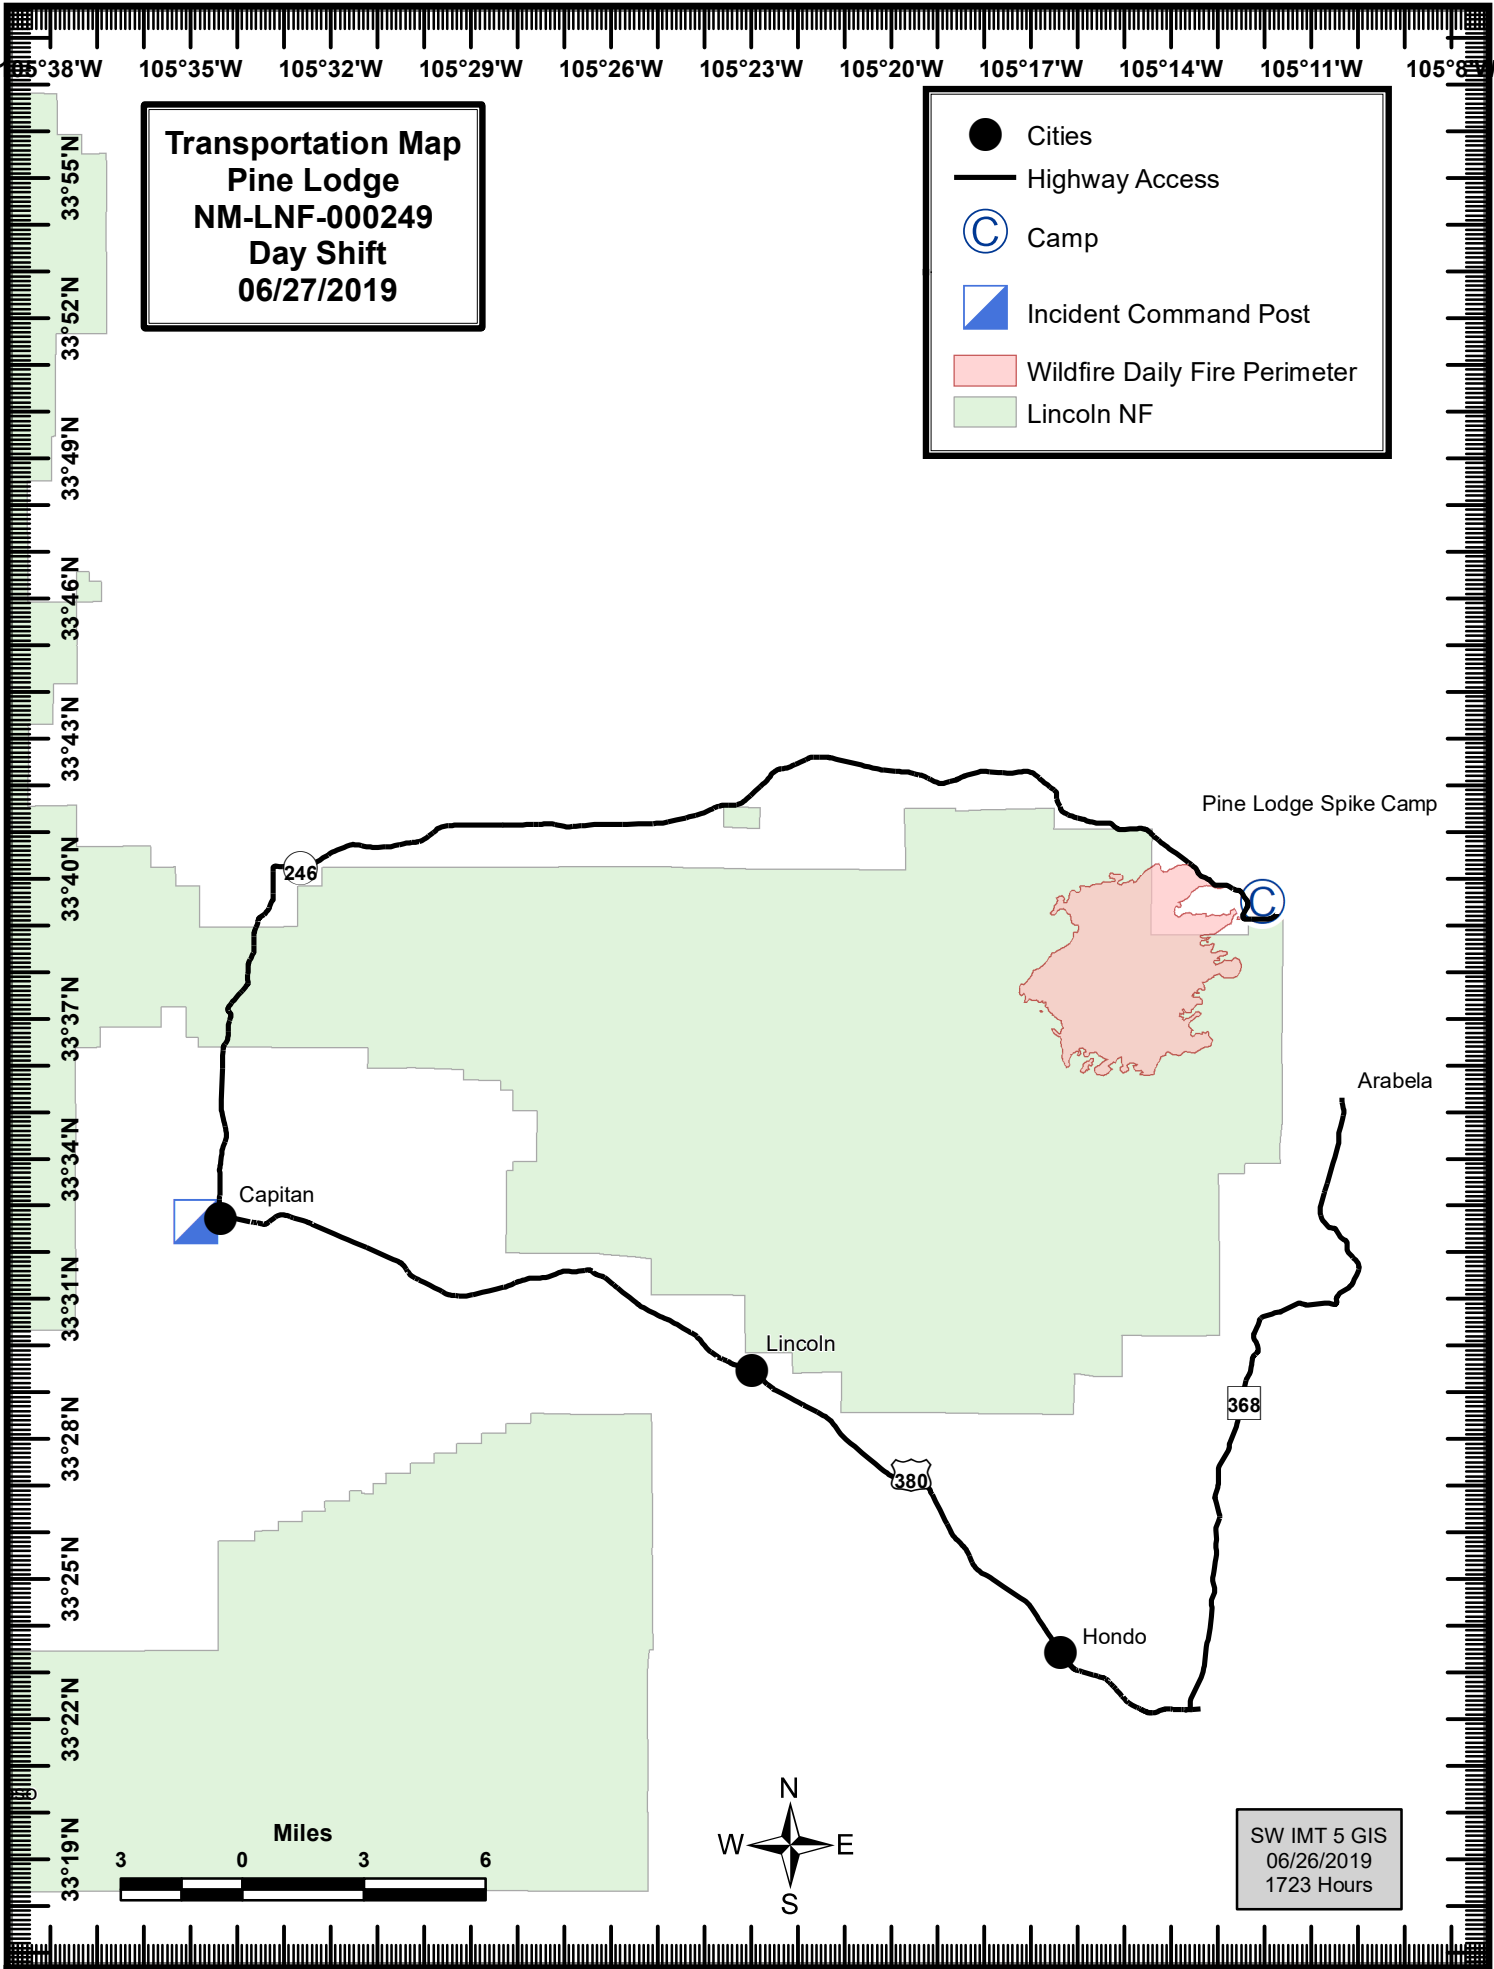 105°38'W 105°35'W 105°32'W 105°29'W 105°26'W 105°23'W 105°20'W 105°17'W 105°14'W 105°11'W 105°8'W
Transportation Map
Pine Lodge
NM-LNF-000249
Day Shift
06/27/2019
Cities
Highway Access
C
Camp
Incident Command Post
Wildfire Daily Fire Perimeter
Lincoln NF
33°55'N
33°52'N
33°49'N
33°46'N
33°43'N
33°40'N
33°37'N
33°34'N
33°31'N
33°28'N
33°25'N
33°22'N
33°19'N
Pine Lodge Spike Camp
246
C
Arabela
Capitan
Lincoln
368
380
Hondo
Miles
3 0 3 6
N
W E
S
SW IMT 5 GIS
06/26/2019
1723 Hours